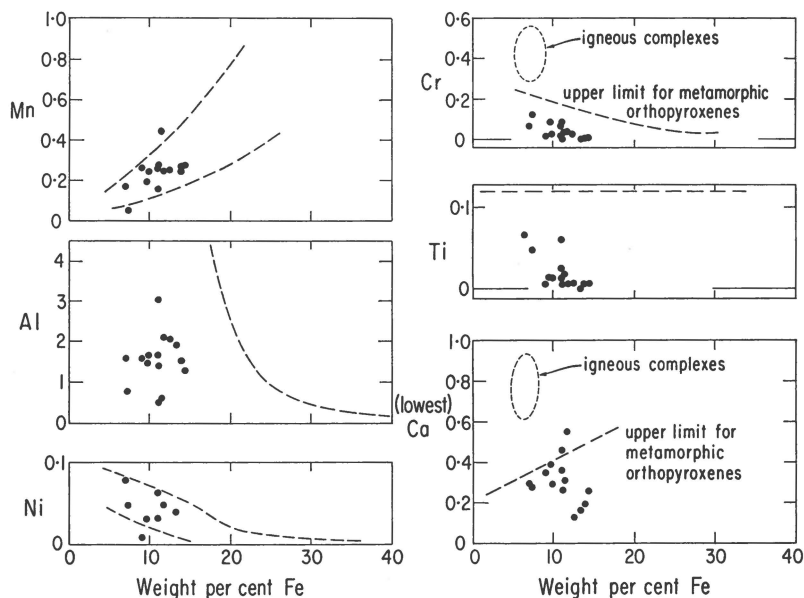 Mn
1·0
0·8
0·6
0·4
0·2
0
Al
4
3
2
1
0
Ni
0·1
0
0 10 20 30 40
Weight per cent Fe
Cr
0·6
0·4
0·2
0
igneous complexes
upper limit for metamorphic
orthopyroxenes
Ti
0·1
0
(lowest)
Ca
1·0
0·8
0·6
0·4
0·2
0
igneous complexes
upper limit for
metamorphic
orthopyroxenes
0 10 20 30 40
Weight per cent Fe